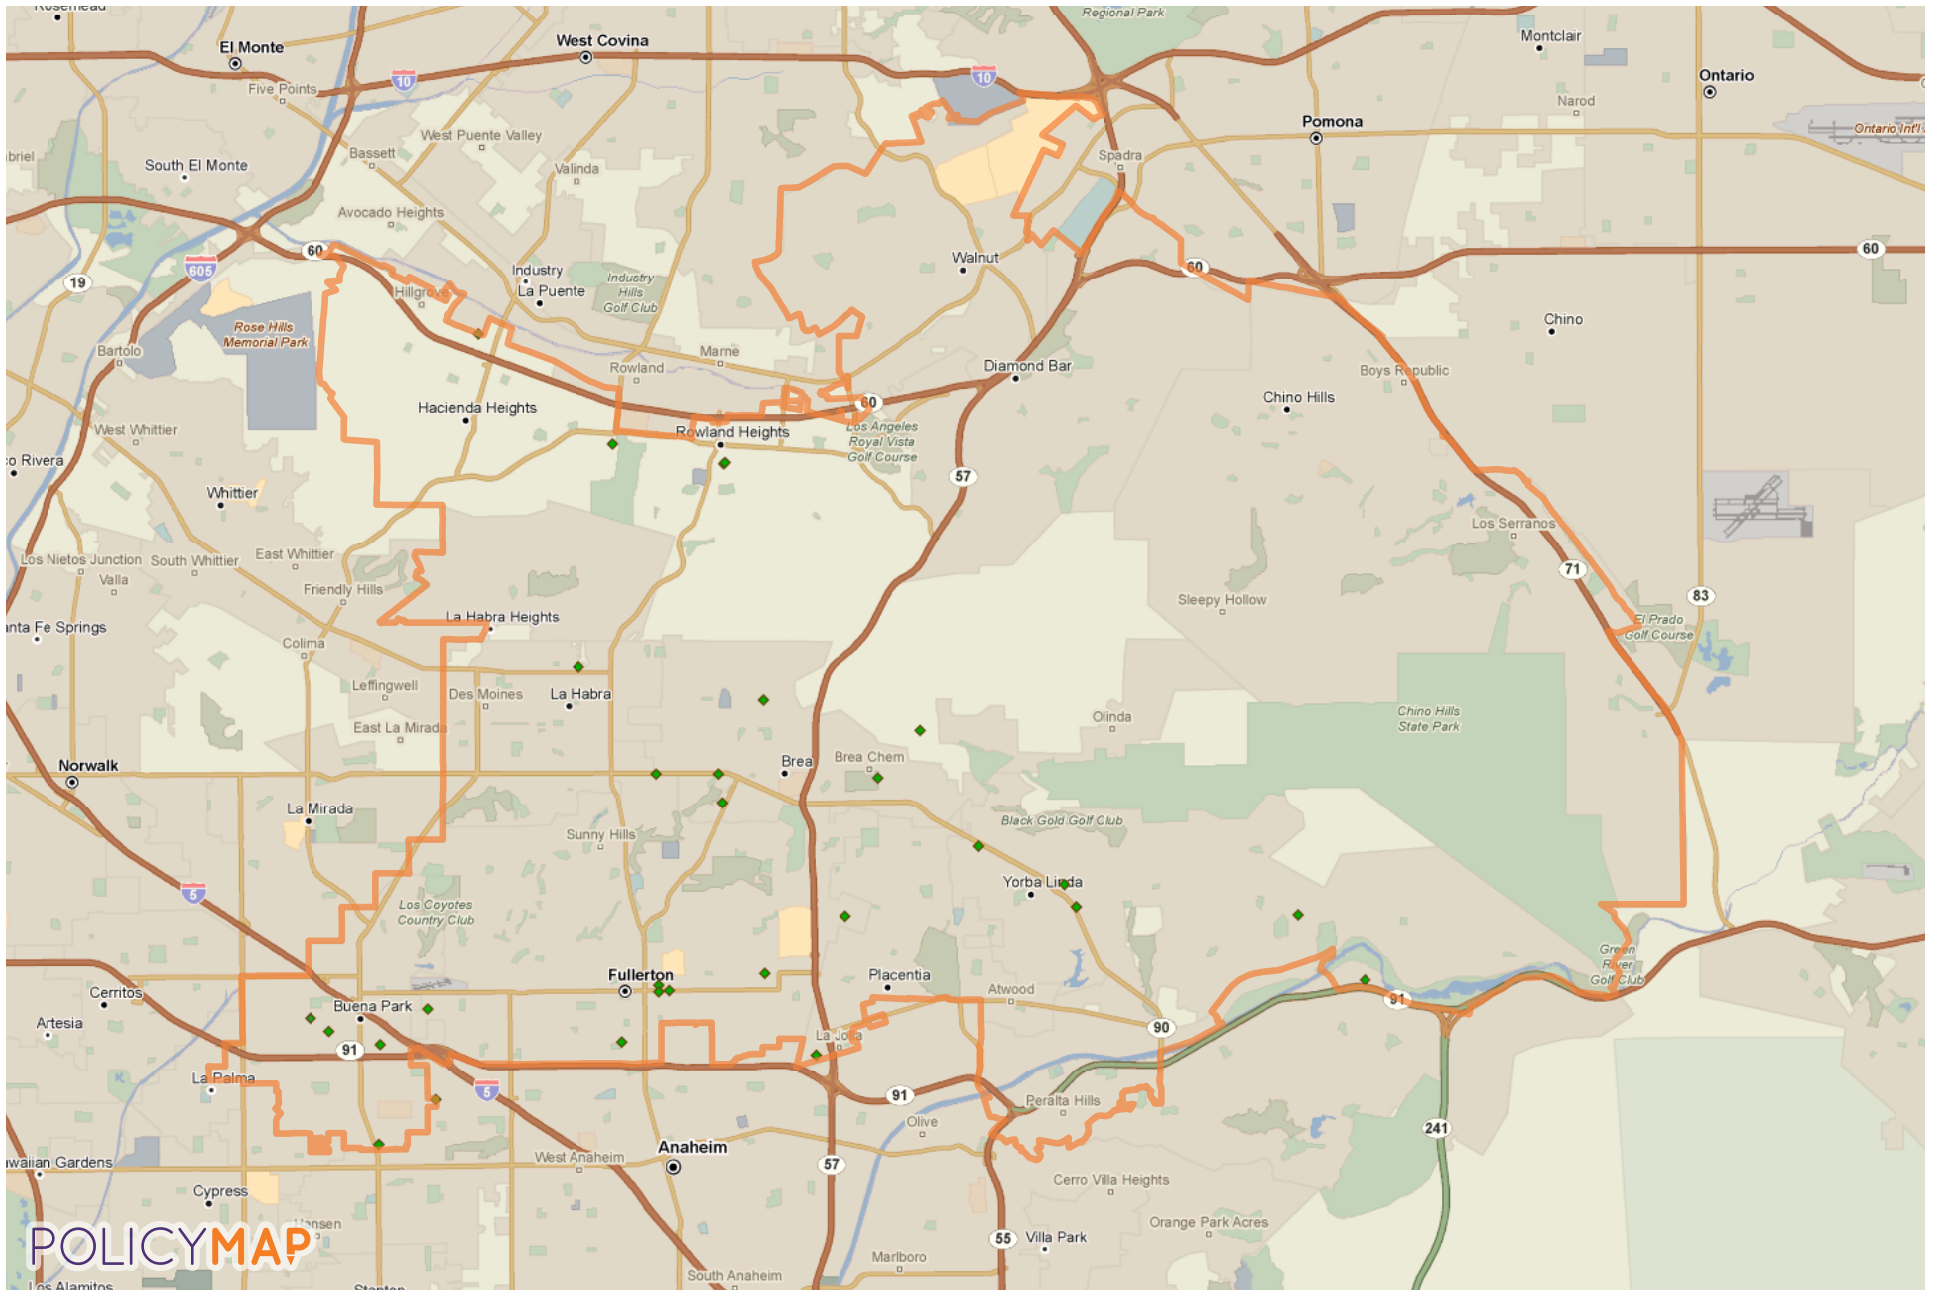 Rosemead
Regional Park
El Monte
West Covina
Montclair
Ontario
10
10
Five Points
Narod
Pomona
Ontario Int'l
West Puente Valley
Bassett
Spadra
South El Monte
Valinda
Avocado Heights
60
60
605
60
19
Walnut
Industry
La Puente
Industry
Hills
Golf Club
Hillgrove
Rose Hills
Memorial Park
Chino
Bartolo
Marne
Rowland
Diamond Bar
Boys Republic
Chino Hills
60
Hacienda Heights
Rowland Heights
Los Angeles
Royal Vista
Golf Course
West Whittier
co Rivera
57
Whittier
Los Serranos
East Whittier
Los Nietos Junction
South Whittier
Valla
71
Friendly Hills
83
Sleepy Hollow
La Habra Heights
anta Fe Springs
El Prado
Golf Course
Colima
Leffingwell
Des Moines
La Habra
Chino Hills
State Park
Olinda
East La Mirada
Norwalk
Brea
Brea Chem
La Mirada
Sunny Hills
Black Gold Golf Club
5
Yorba Linda
Los Coyotes
Country Club
Green
River
Golf Club
Fullerton
Placentia
Cerritos
Atwood
91
Buena Park
Artesia
90
La Jolla
91
La Palma
5
91
Peralta Hills
Olive
241
Anaheim
West Anaheim
57
awaiian Gardens
Cerro Villa Heights
Cypress
Hansen
Orange Park Acres
POLICYMAP
55
Villa Park
Marlboro
South Anaheim
Los Alamitos
Stanton